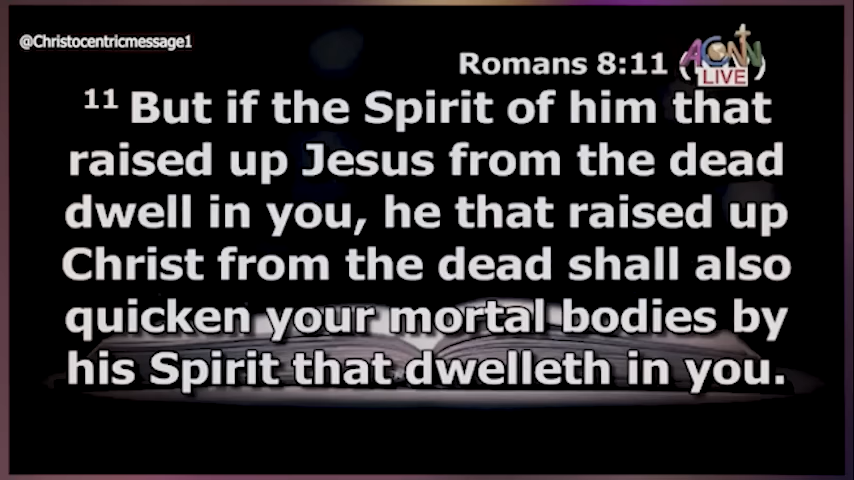 @Christocentricmessage1
Romans 8:11 (
ACNN
LIVE
)
11 But if the Spirit of him that
raised up Jesus from the dead
dwell in you, he that raised up
Christ from the dead shall also
quicken your mortal bodies by
his Spirit that dwelleth in you.